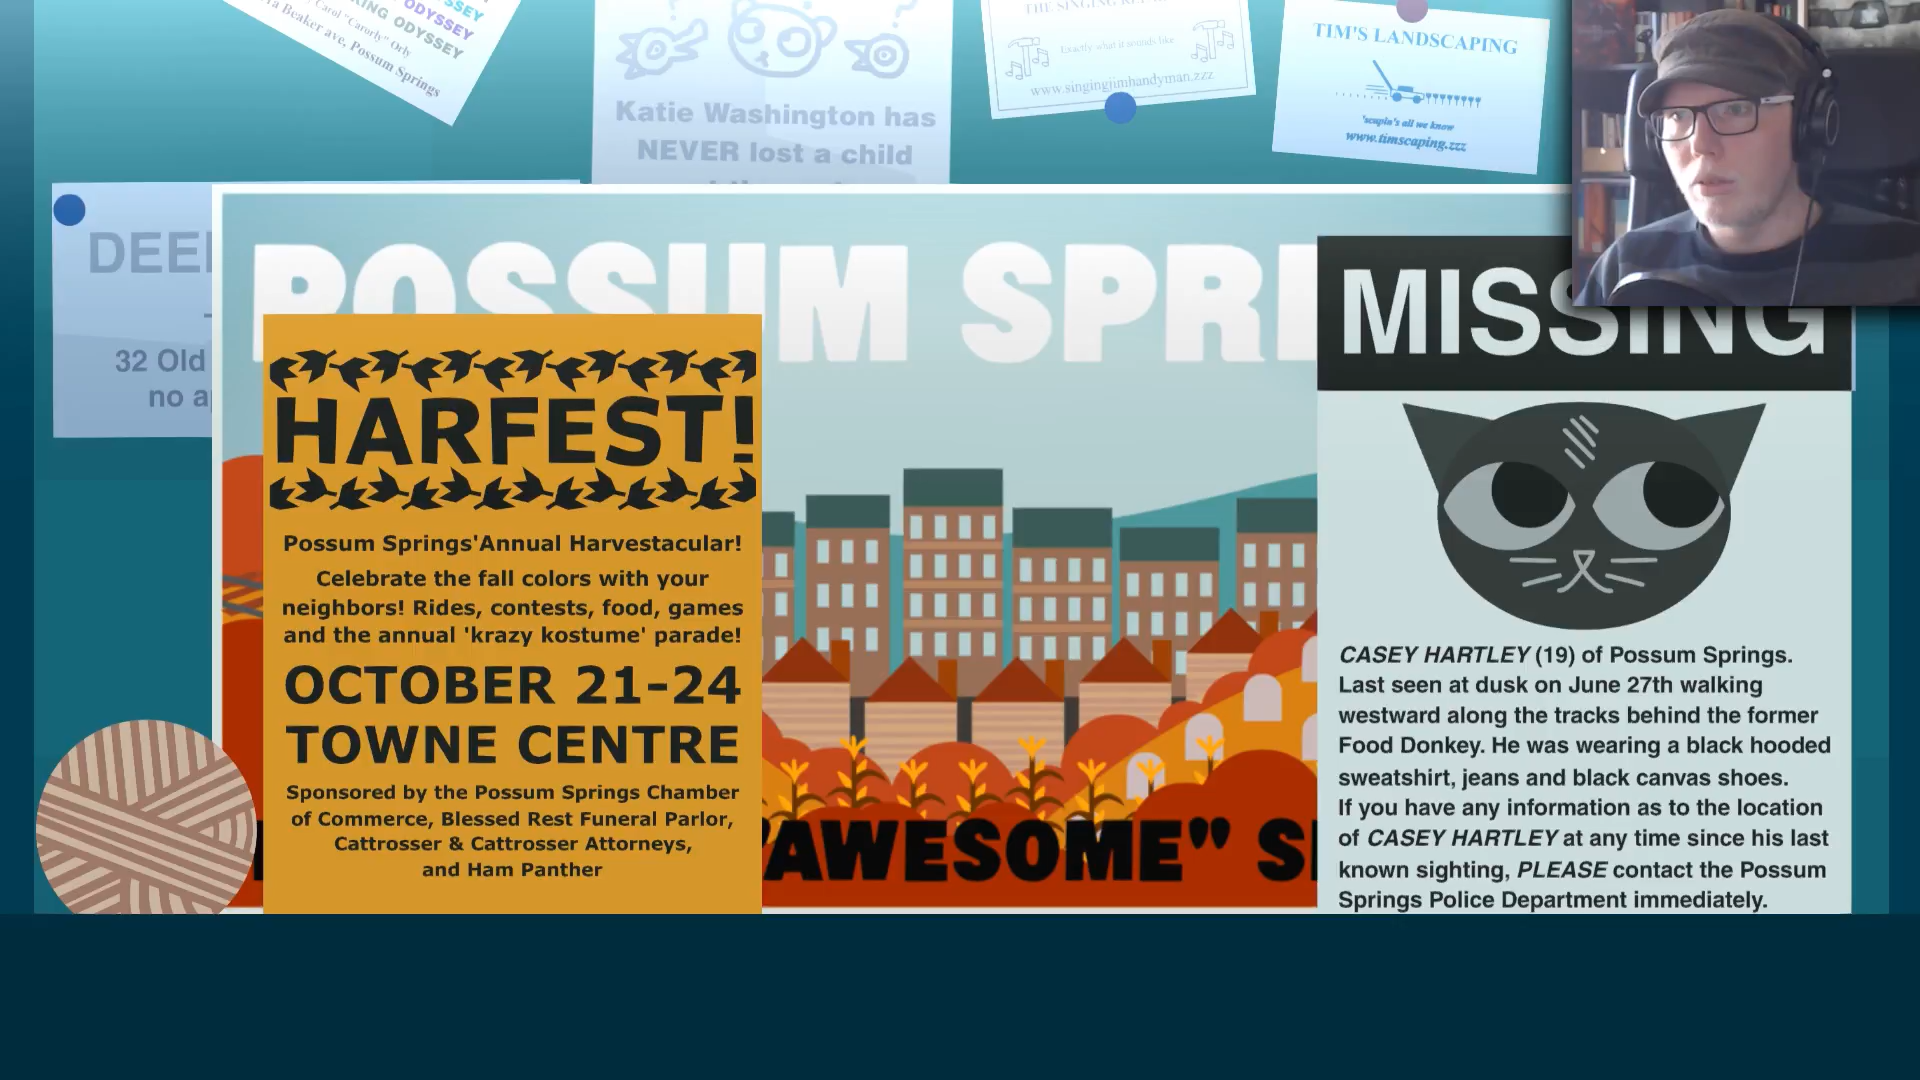 ODYSSEY
KING ODYSSEY
Carol "Carorly" Orly
Beaker ave, Possum Springs
Katie Washington has
NEVER lost a child
THE SINGING
Exactly what it sounds like
www.singingjimhandyman.zzz
TIM'S LANDSCAPING
'scapin's all we know
www.timscaping.zzz
32 Old
no
POSSUM SPRI
HARFEST!
Possum Springs'Annual Harvestacular!
Celebrate the fall colors with your
neighbors! Rides, contests, food, games
and the annual 'krazy kostume' parade!
OCTOBER 21-24
TOWNE CENTRE
Sponsored by the Possum Springs Chamber
of Commerce, Blessed Rest Funeral Parlor,
Cattrosser & Cattrosser Attorneys,
and Ham Panther
"AWESOME" S
MISSING
CASEY HARTLEY (19) of Possum Springs.
Last seen at dusk on June 27th walking
westward along the tracks behind the former
Food Donkey. He was wearing a black hooded
sweatshirt, jeans and black canvas shoes.
If you have any information as to the location
of CASEY HARTLEY at any time since his last
known sighting, PLEASE contact the Possum
Springs Police Department immediately.